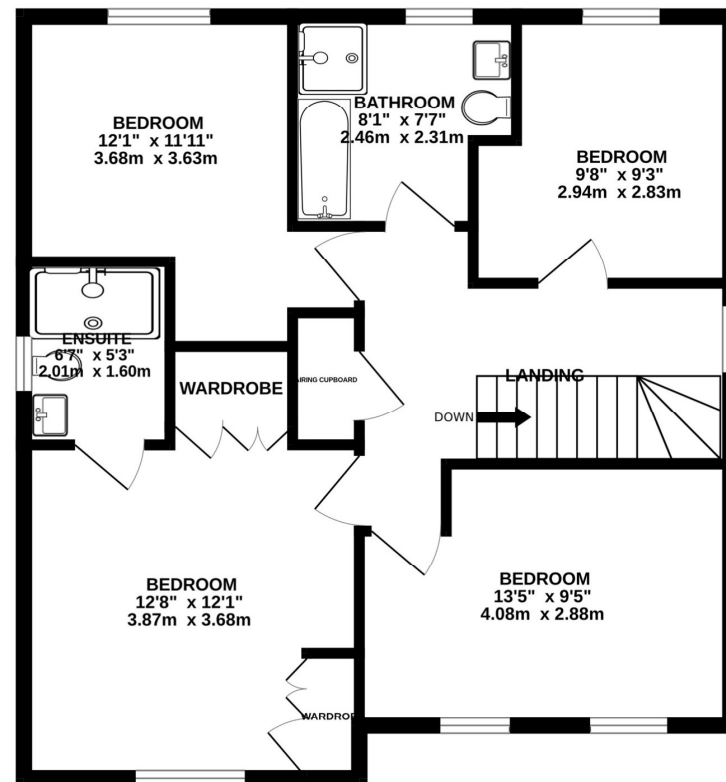 BEDROOM
12'1" x 11'11"
3.68m x 3.63m
BATHROOM
8'1" x 7'7"
2.46m x 2.31m
BEDROOM
9'8" x 9'3"
2.94m x 2.83m
ENSUITE
6'7" x 5'3"
2.01m x 1.60m
WARDROBE
AIRING CUPBOARD
LANDING
DOWN
BEDROOM
12'8" x 12'1"
3.87m x 3.68m
BEDROOM
13'5" x 9'5"
4.08m x 2.88m
WARDROBE